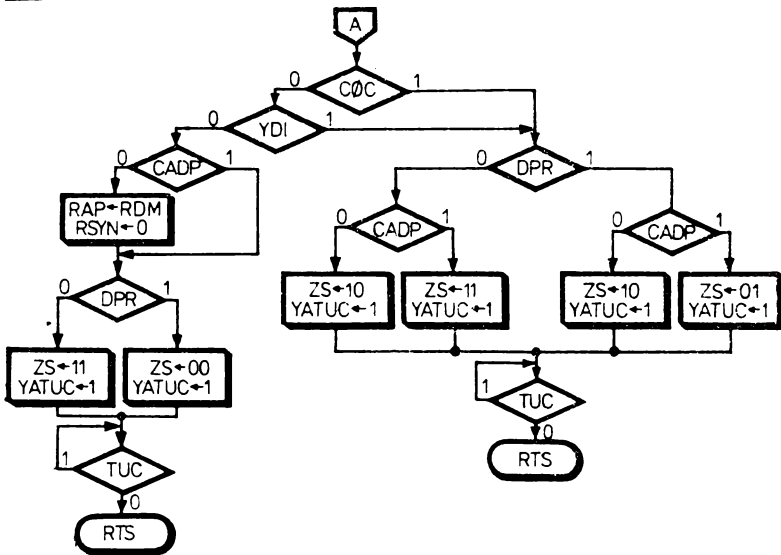 A
0 CØC 1
0 YDI 1
0 CADP 1
0 DPR 1
RAP←RDM
RSYN←0
0 CADP 1
0 CADP 1
0 DPR 1
ZS←10
YATUC←1
ZS←11
YATUC←1
ZS←10
YATUC←1
ZS←01
YATUC←1
ZS←11
YATUC←1
ZS←00
YATUC←1
1 TUC
0
RTS
1 TUC
0
RTS